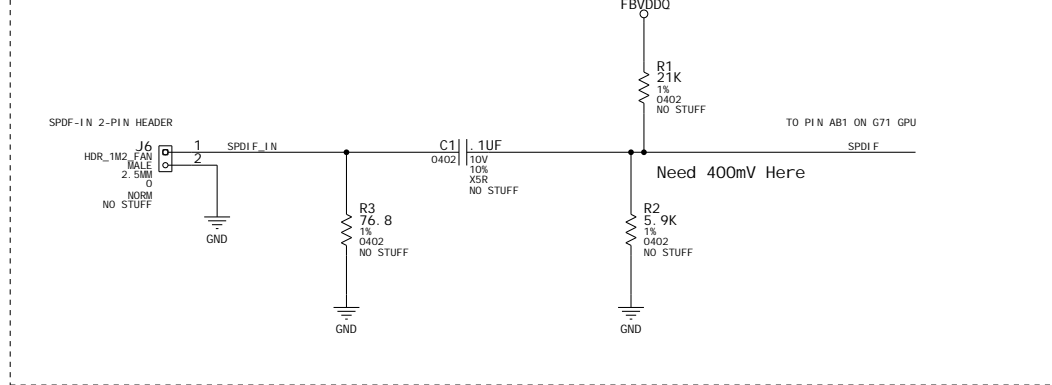 FBVDDQ
R1
21K
1%
0402
NO STUFF
SPDF-IN 2-PIN HEADER
TO PIN AB1 ON G71 GPU
J6
HDR_1M2_FAN
MALE
2.5MM
0
NORM
NO STUFF
1
2
SPDIF_IN
C1
0402
.1UF
10V
10%
X5R
NO STUFF
SPDIF
Need 400mV Here
R3
76.8
1%
0402
NO STUFF
R2
5.9K
1%
0402
NO STUFF
GND
GND
GND